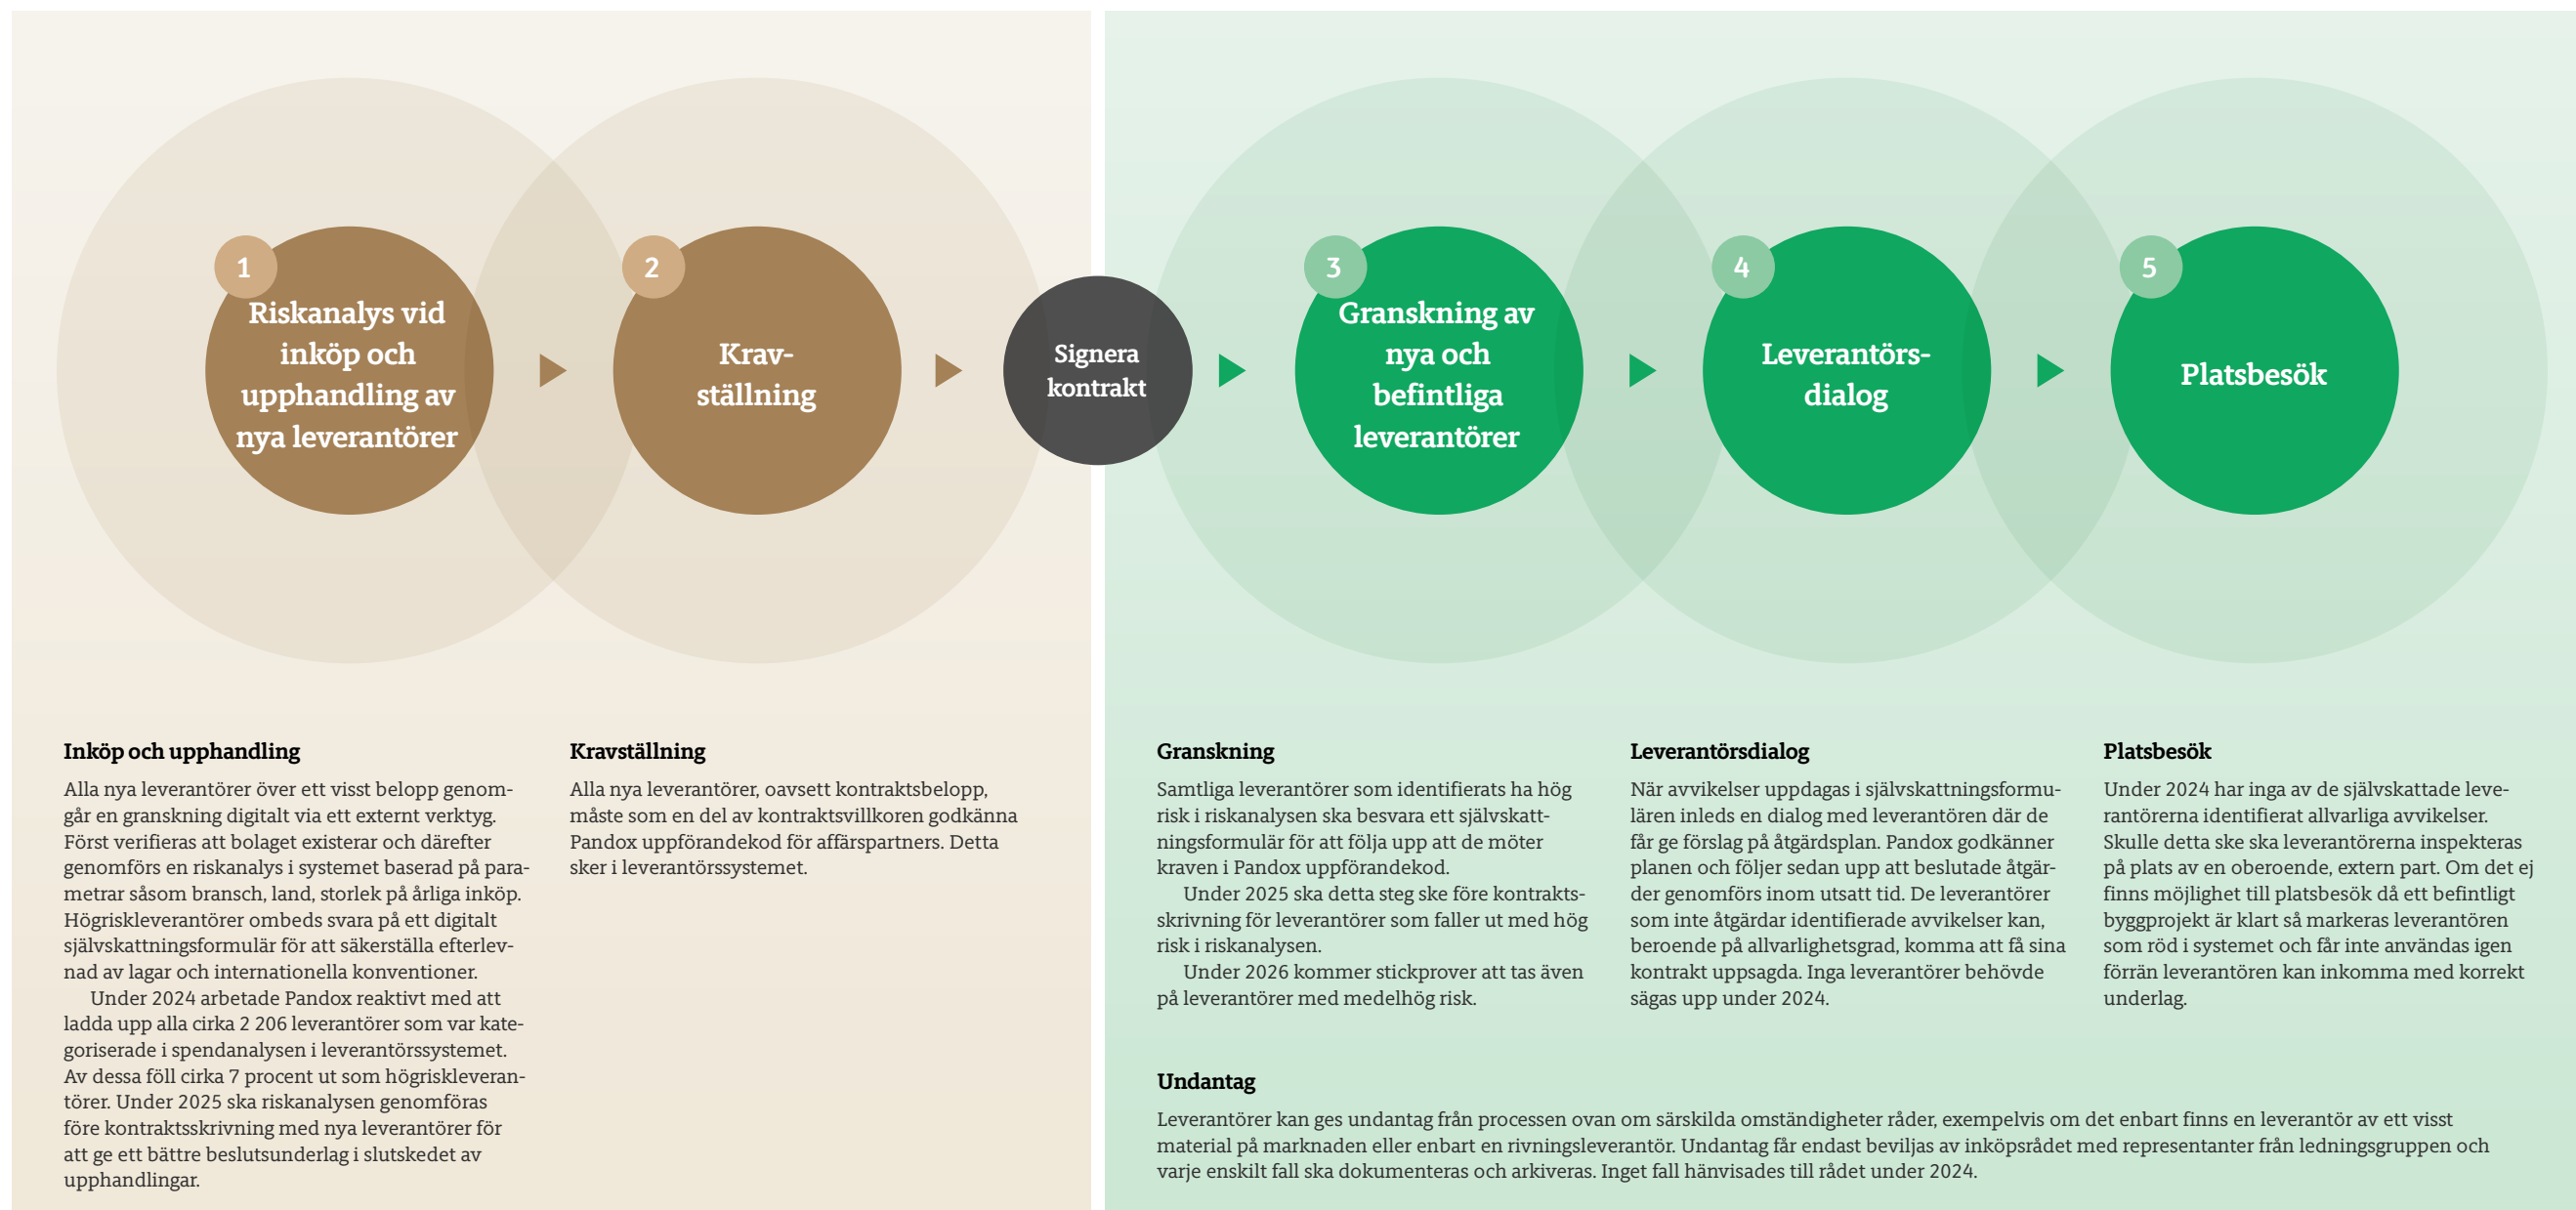 1
Riskanalys vid
inköp och
upphandling av
nya leverantörer
2
Krav-
ställning
Signera
kontrakt
3
Granskning av
nya och
befintliga
leverantörer
4
Leverantörs-
dialog
5
Platsbesök
Inköp och upphandling
Alla nya leverantörer över ett visst belopp genom-
går en granskning digitalt via ett externt verktyg.
Först verifieras att bolaget existerar och därefter
genomförs en riskanalys i systemet baserad på para-
metrar såsom bransch, land, storlek på årliga inköp.
Högriskleverantörer ombeds svara på ett digitalt
självskattningsformulär för att säkerställa efterlev-
nad av lagar och internationella konventioner.
Under 2024 arbetade Pandox reaktivt med att
ladda upp alla cirka 2 206 leverantörer som var kate-
goriserade i spendanalysen i leverantörssystemet.
Av dessa föll cirka 7 procent ut som högriskleveran-
törer. Under 2025 ska riskanalysen genomföras
före kontraktsskrivning med nya leverantörer för
att ge ett bättre beslutsunderlag i slutskedet av
upphandlingar.
Kravställning
Alla nya leverantörer, oavsett kontraktsbelopp,
måste som en del av kontraktsvillkoren godkänna
Pandox uppförandekod för affärspartners. Detta
sker i leverantörssystemet.
Granskning
Samtliga leverantörer som identifierats ha hög
risk i riskanalysen ska besvara ett självskatt-
ningsformulär för att följa upp att de möter
kraven i Pandox uppförandekod.
Under 2025 ska detta steg ske före kontrakts-
skrivning för leverantörer som faller ut med hög
risk i riskanalysen.
Under 2026 kommer stickprover att tas även
på leverantörer med medelhög risk.
Leverantörsdialog
När avvikelser uppdagas i självskattningsformu-
lären inleds en dialog med leverantören där de
får ge förslag på åtgärdsplan. Pandox godkänner
planen och följer sedan upp att beslutade åtgär-
der genomförs inom utsatt tid. De leverantörer
som inte åtgärdar identifierade avvikelser kan,
beroende på allvarlighetsgrad, komma att få sina
kontrakt uppsagda. Inga leverantörer behövde
sägas upp under 2024.
Platsbesök
Under 2024 har inga av de självskattade leve-
rantörerna identifierat allvarliga avvikelser.
Skulle detta ske ska leverantörerna inspekteras
på plats av en oberoende, extern part. Om det ej
finns möjlighet till platsbesök då ett befintligt
byggprojekt är klart så markeras leverantören
som röd i systemet och får inte användas igen
förrän leverantören kan inkomma med korrekt
underlag.
Undantag
Leverantörer kan ges undantag från processen ovan om särskilda omständigheter råder, exempelvis om det enbart finns en leverantör av ett visst
material på marknaden eller enbart en rivningsleverantör. Undantag får endast beviljas av inköpsrådet med representanter från ledningsgruppen och
varje enskilt fall ska dokumenteras och arkiveras. Inget fall hänvisades till rådet under 2024.